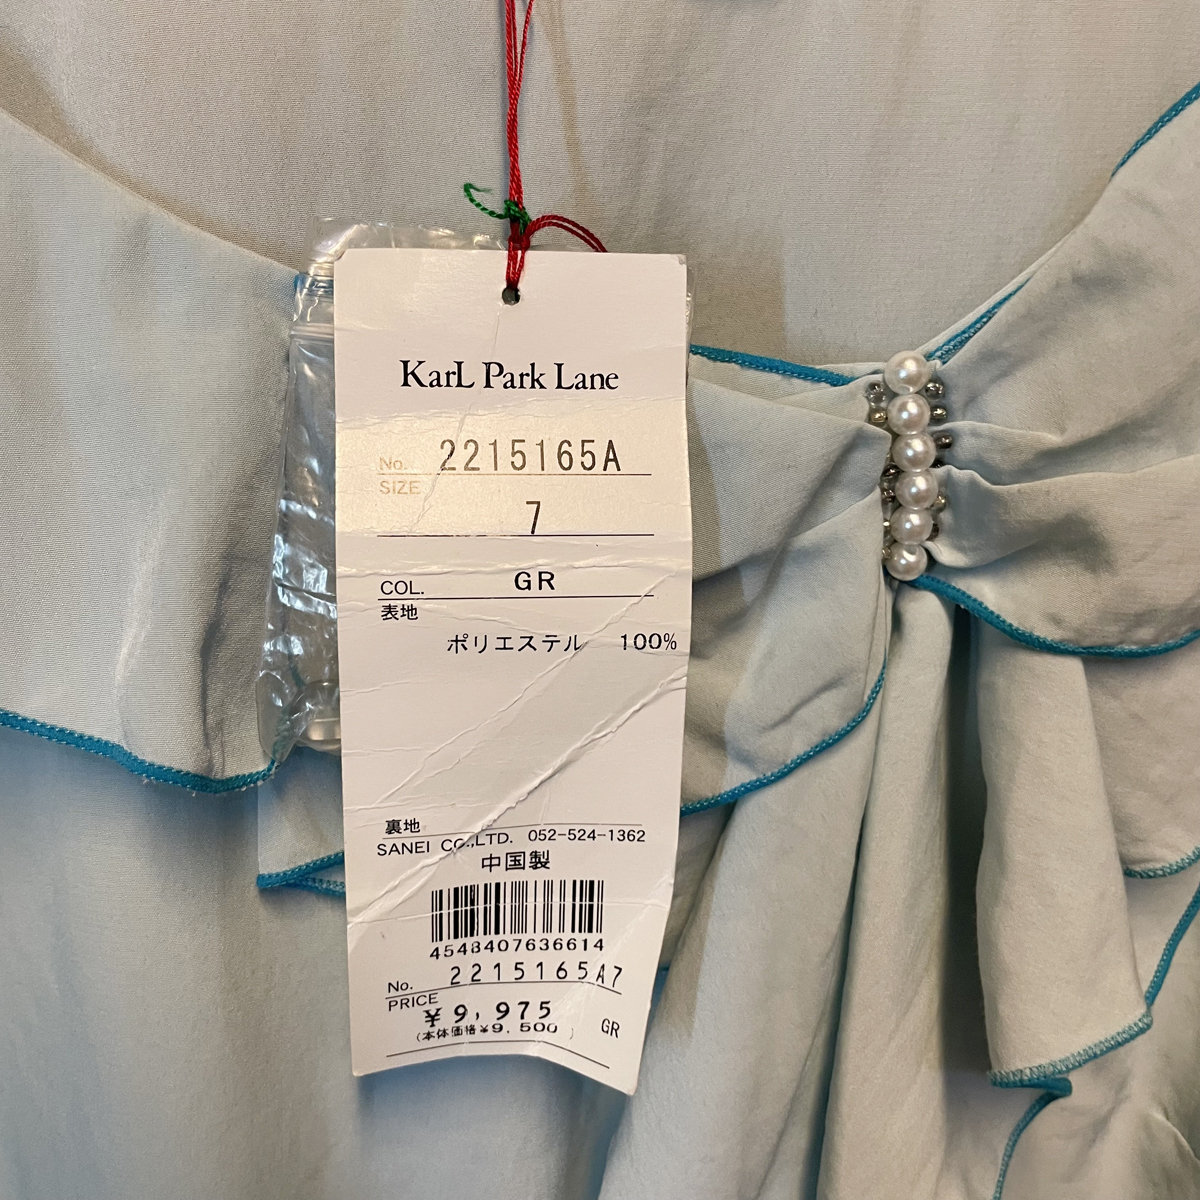 KarL Park Lane
No. 2215165A
SIZE
7
COL. GR
表地
ポリエステル 100%
裏地
SANEI CO.,LTD. 052-524-1362
中国製
4548407636614
No. 2215165A7
PRICE
¥9,975
(本体価格¥9,500) GR